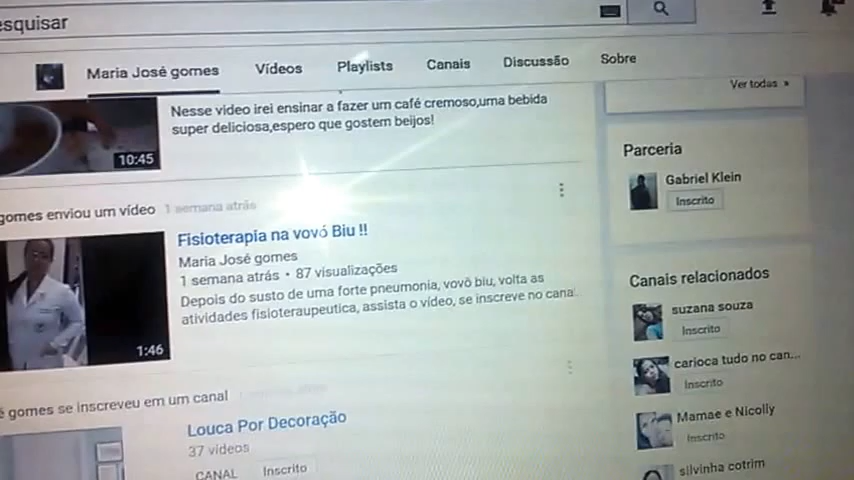 esquisar
Maria José gomes Vídeos Playlists Canais Discussão Sobre
Ver todas »
Nesse video irei ensinar a fazer um café cremoso,uma bebida
super deliciosa,espero que gostem beijos!
10:45
Parceria
Gabriel Klein
Inscrito
gomes enviou um vídeo 1 semana atrás
Fisioterapia na vovó Biu !!
Maria José gomes
1 semana atrás • 87 visualizações
Depois do susto de uma forte pneumonia, vovò biu, volta as
atividades fisioteraupeutica, assista o vídeo, se inscreve no cana
1:46
Canais relacionados
suzana souza
Inscrito
carioca tudo no can...
Inscrito
Mamae e Nicolly
Inscrito
silvinha cotrim
é gomes se inscreveu em um canal
Louca Por Decoração
37 vídeos
CANAL Inscrito